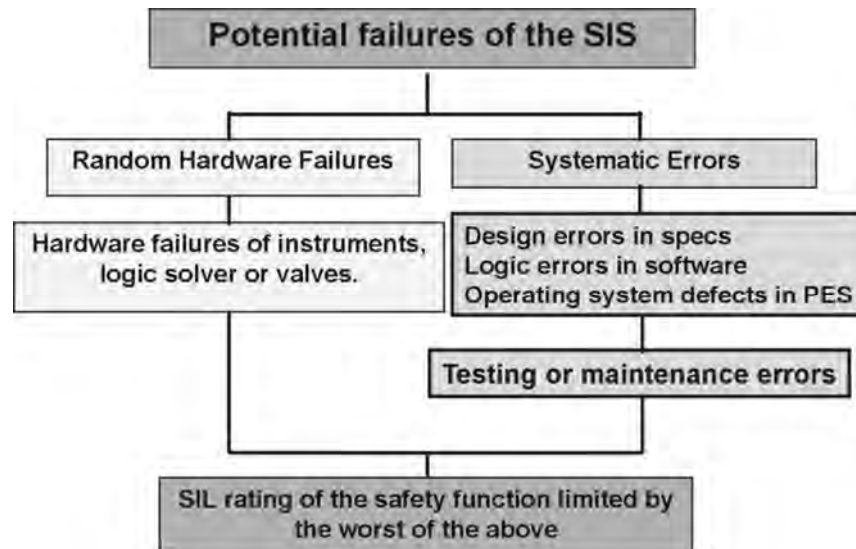 Potential failures of the SIS
Random Hardware Failures
Systematic Errors
Hardware failures of instruments,
logic solver or valves.
Design errors in specs
Logic errors in software
Operating system defects in PES
Testing or maintenance errors
SIL rating of the safety function limited by
the worst of the above